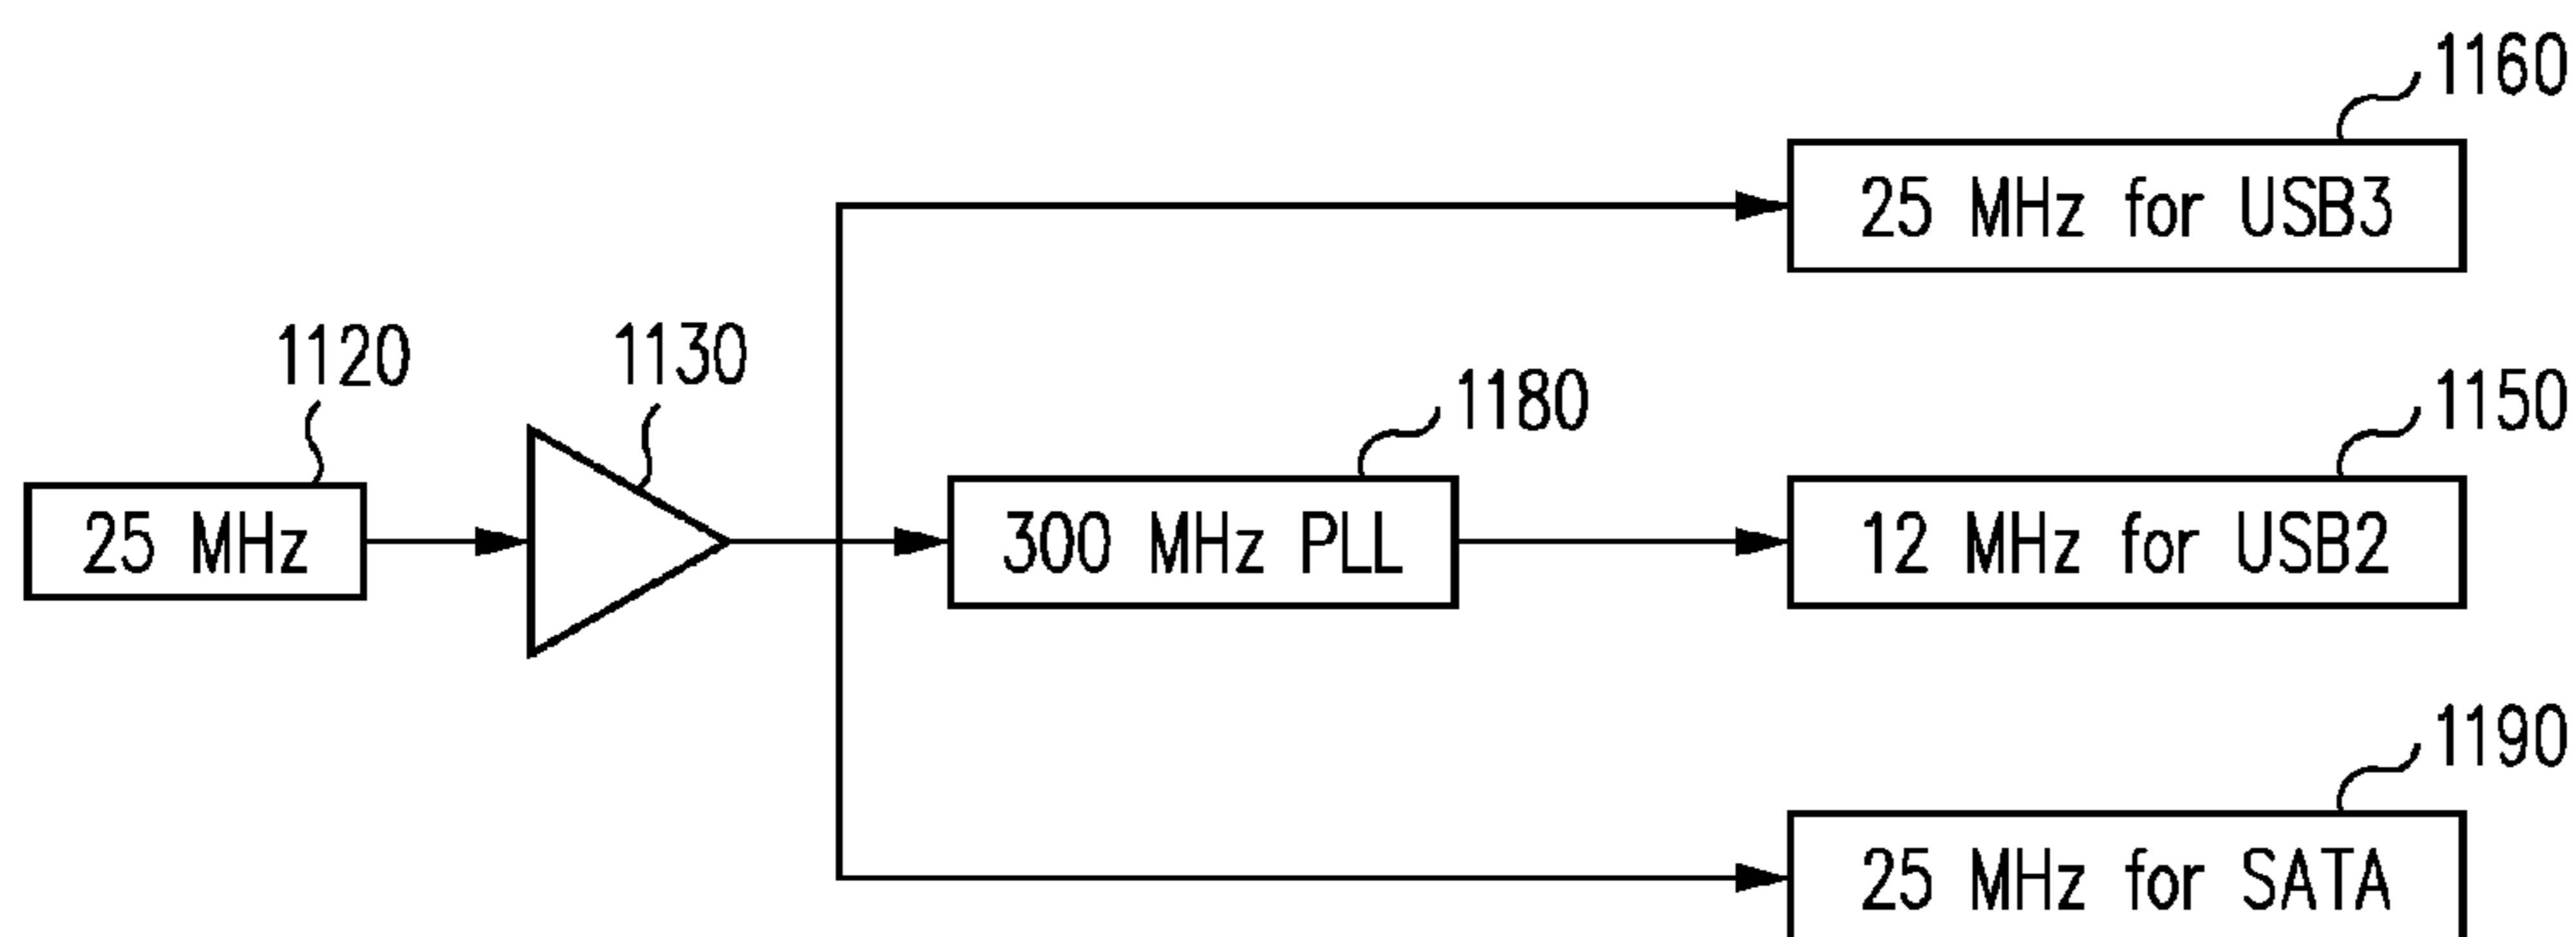 1160
25 MHz for USB3
1120
1130
1180
1150
25 MHz
300 MHz PLL
12 MHz for USB2
1190
25 MHz for SATA